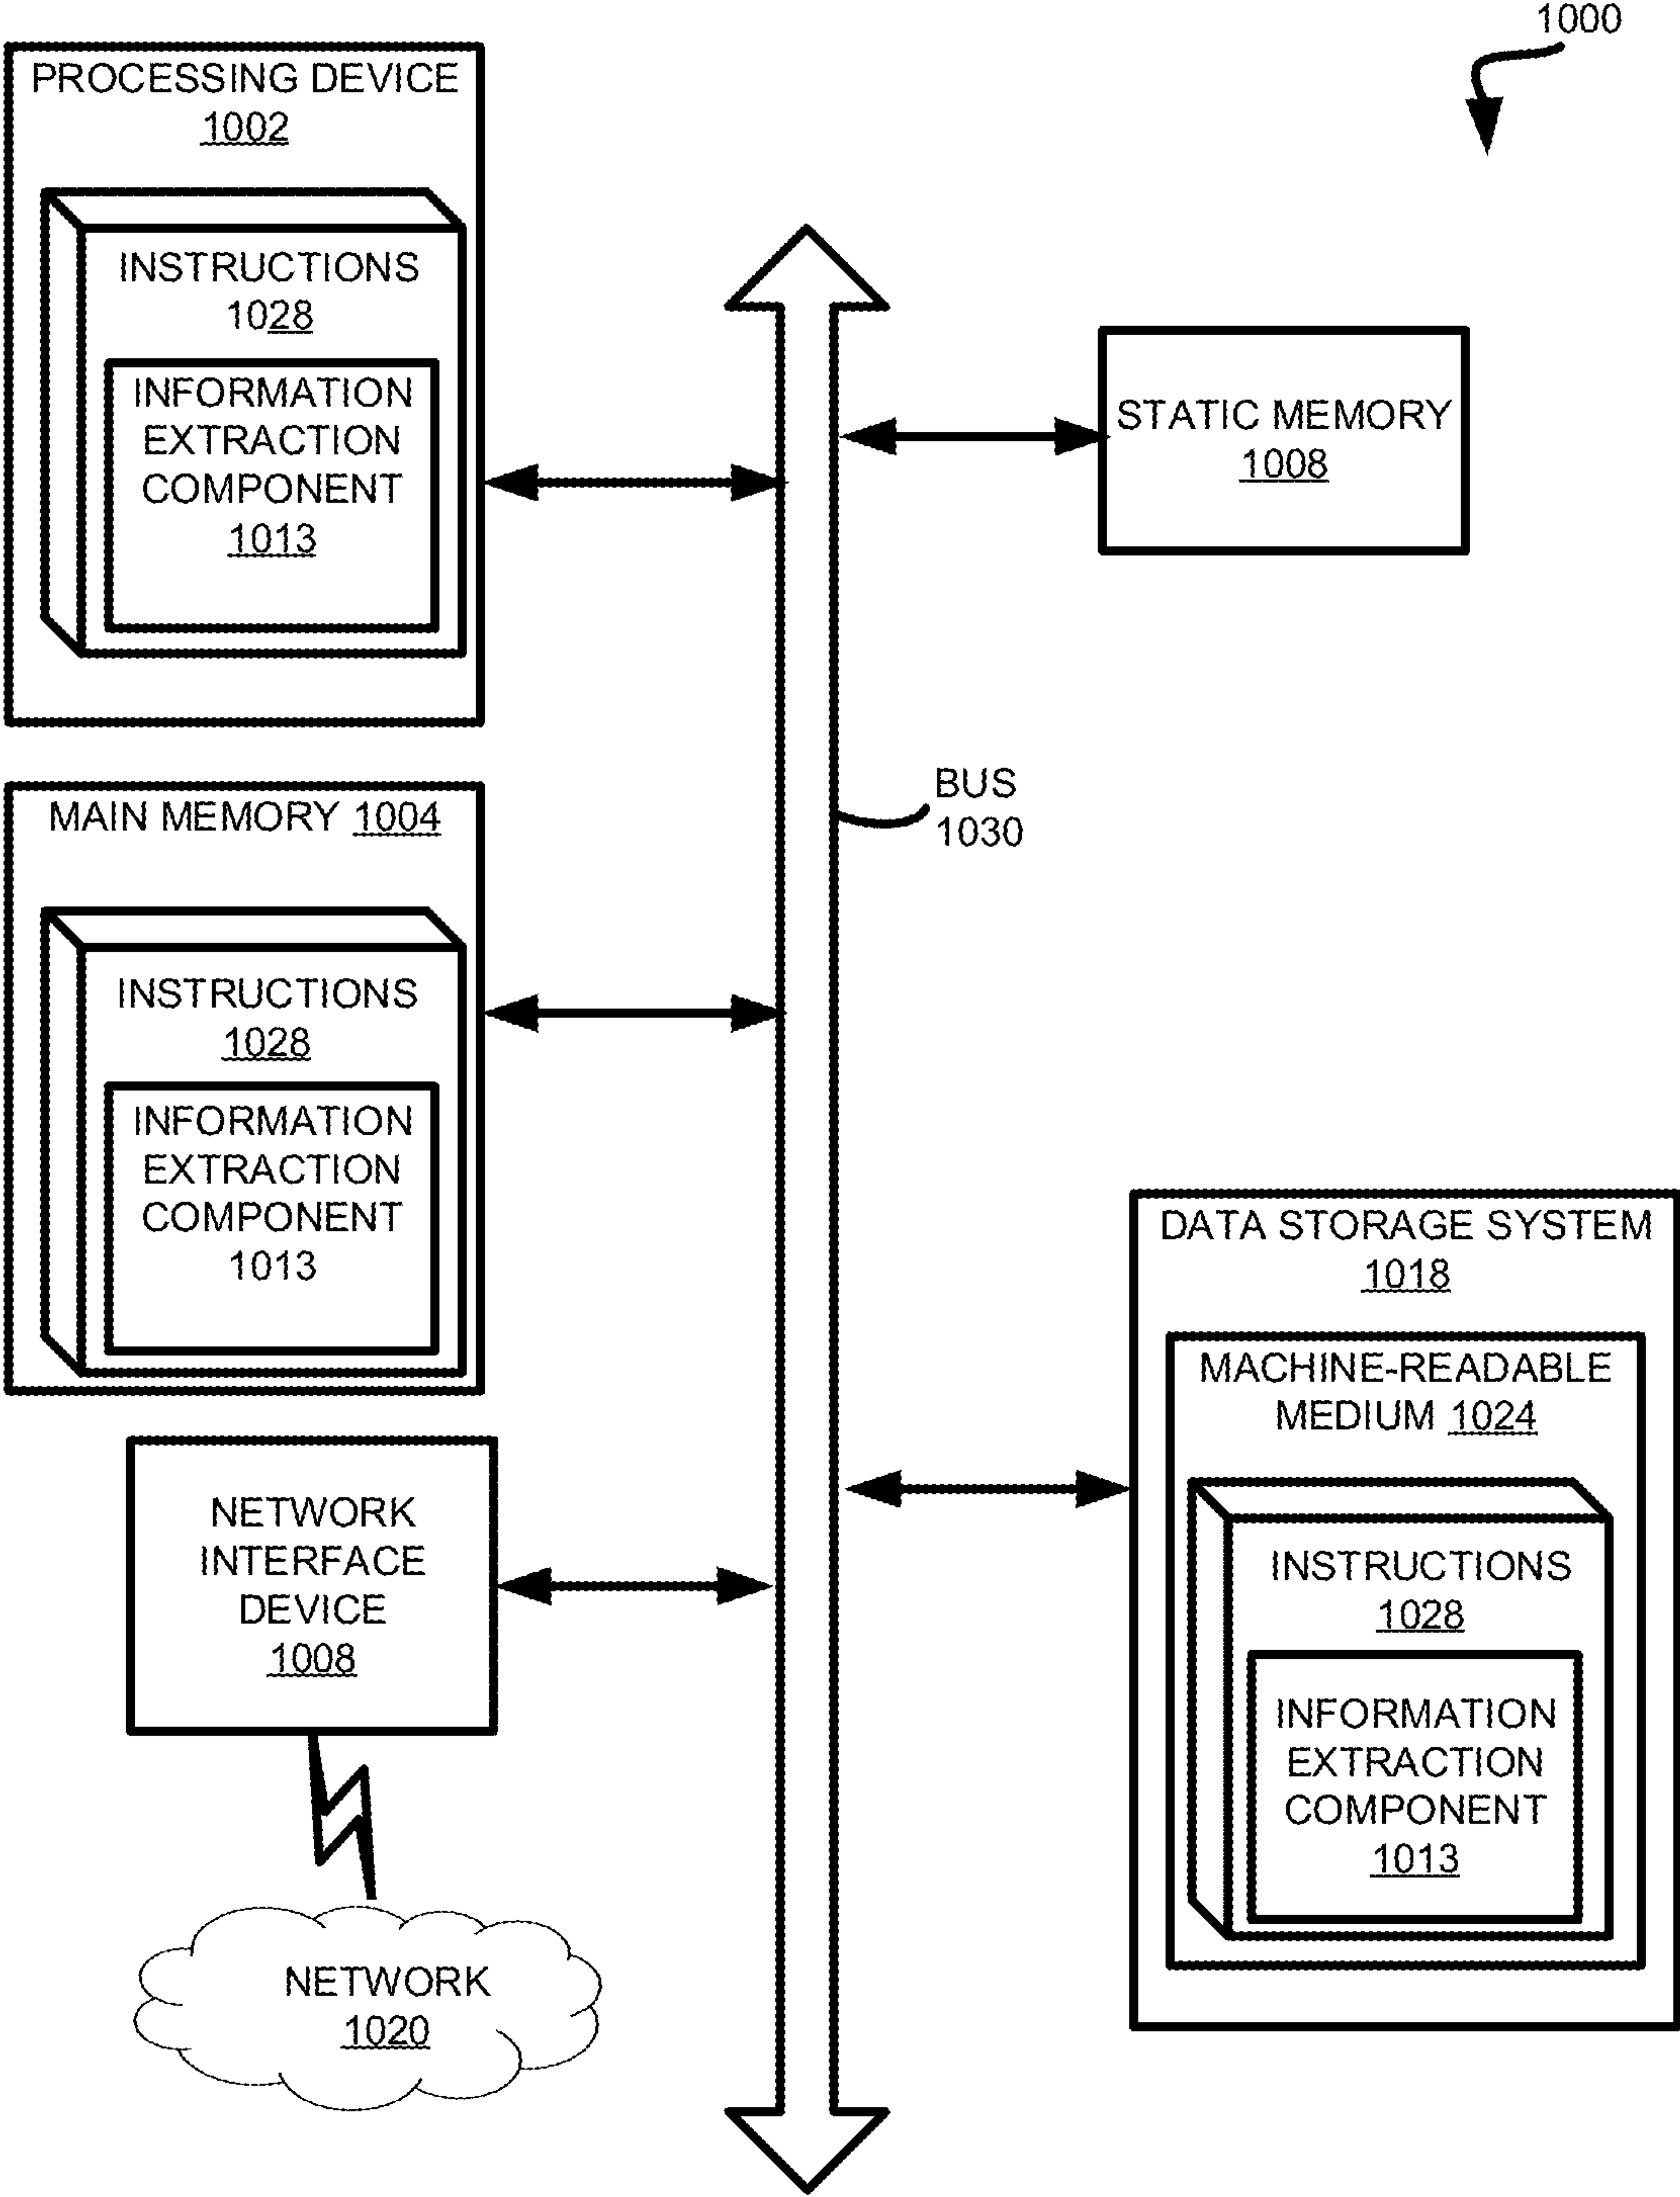 1000
PROCESSING DEVICE
1002
INSTRUCTIONS
1028
INFORMATION
EXTRACTION
COMPONENT
1013
STATIC MEMORY
1008
BUS
1030
MAIN MEMORY 1004
INSTRUCTIONS
1028
INFORMATION
EXTRACTION
COMPONENT
1013
DATA STORAGE SYSTEM
1018
MACHINE-READABLE
MEDIUM 1024
INSTRUCTIONS
1028
INFORMATION
EXTRACTION
COMPONENT
1013
NETWORK
INTERFACE
DEVICE
1008
NETWORK
1020